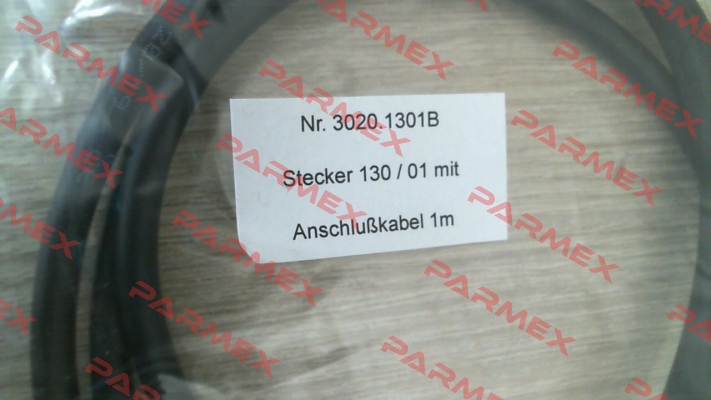 Nr. 3020.1301B
Stecker 130 / 01 mit
Anschlußkabel 1m
PARMEX